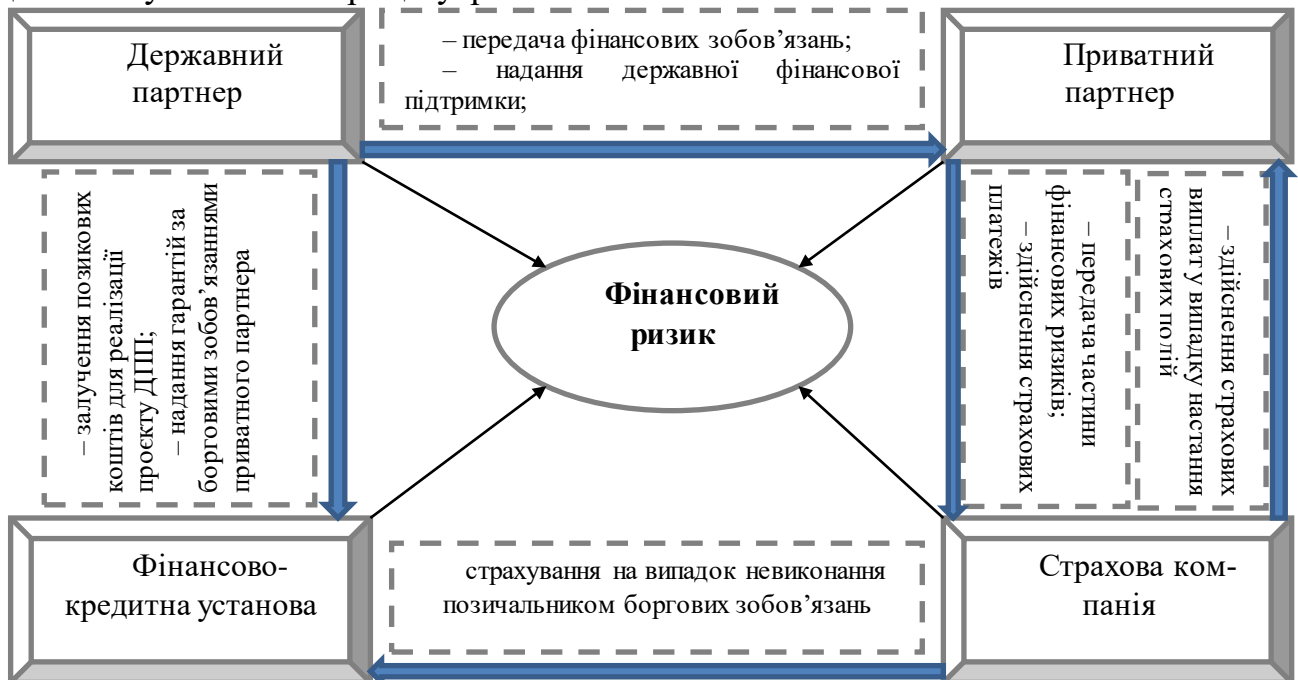 Державний
партнер
– передача фінансових зобов’язань;
– надання державної фінансової
підтримки;
Приватний
партнер
– залучення позикових
коштів для реалізації
проєкту ДПП;
– надання гарантій за
борговими зобов’язаннями
приватного партнера
Фінансовий
ризик
– передача частини
фінансових ризиків;
– здійснення страхових
платежів
– здійснення страхових
виплат у випадку настання
страхових полій
Фінансово-
кредитна установа
страхування на випадок невиконання
позичальником боргових зобов’язань
Страхова ком-
панія